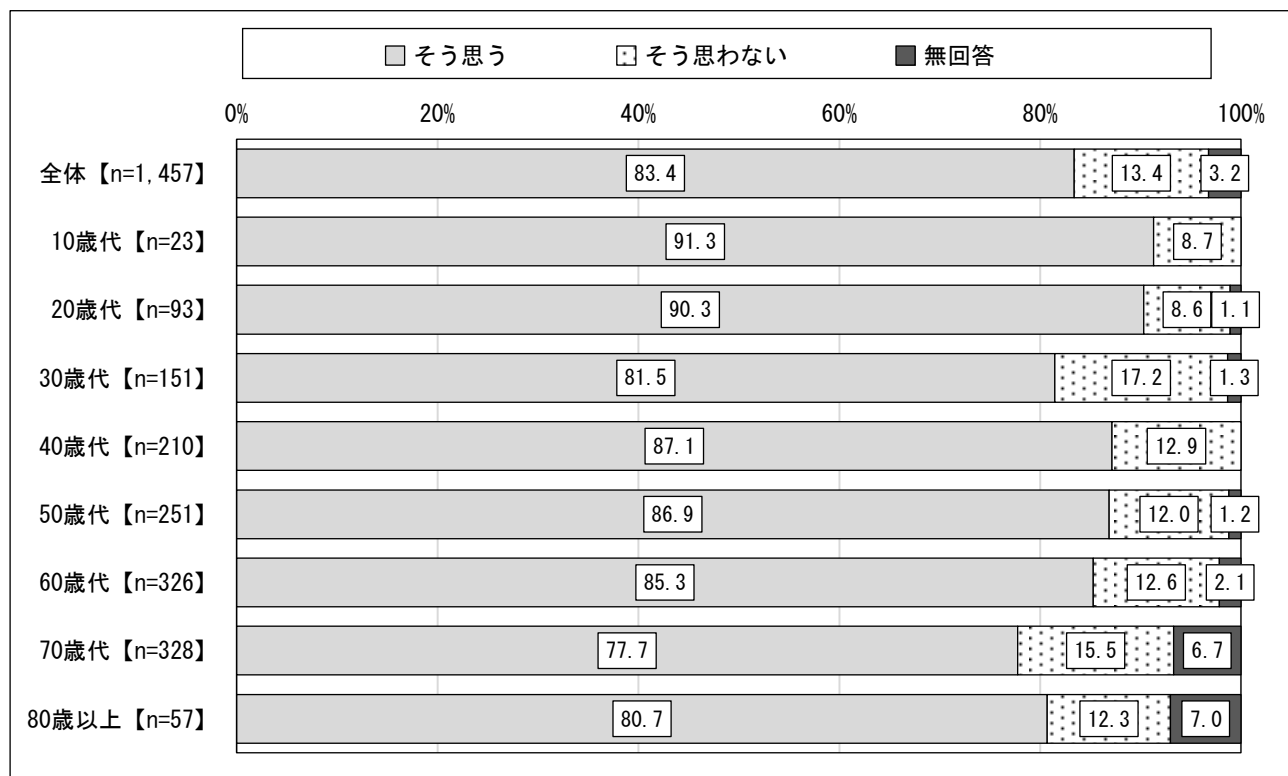 そう思う そう思わない 無回答
0% 20% 40% 60% 80% 100%
全体【n=1,457】 83.4 13.4 3.2
10歳代【n=23】 91.3 8.7
20歳代【n=93】 90.3 8.6 1.1
30歳代【n=151】 81.5 17.2 1.3
40歳代【n=210】 87.1 12.9
50歳代【n=251】 86.9 12.0 1.2
60歳代【n=326】 85.3 12.6 2.1
70歳代【n=328】 77.7 15.5 6.7
80歳以上【n=57】 80.7 12.3 7.0